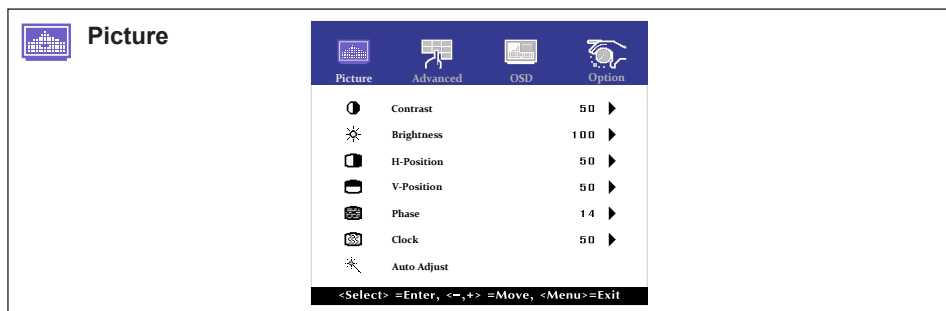 Picture
Picture Advanced OSD Option
Contrast 50
Brightness 100
H-Position 50
V-Position 50
Phase 14
Clock 50
Auto Adjust
<Select> =Enter, <−,+> =Move, <Menu>=Exit